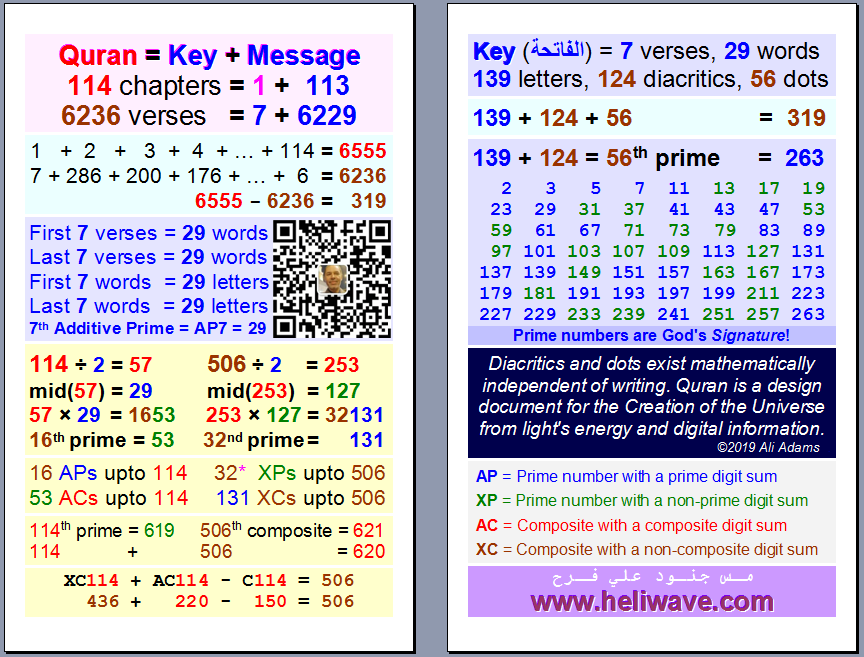 Quran = Key + Message
114 chapters = 1 + 113
6236 verses = 7 + 6229
1 + 2 + 3 + 4 + ... + 114 = 6555
7 + 286 + 200 + 176 + ... + 6 = 6236
6555 – 6236 = 319
First 7 verses = 29 words
Last 7 verses = 29 words
First 7 words = 29 letters
Last 7 words = 29 letters
7th Additive Prime = AP7 = 29
114 ÷ 2 = 57 506 ÷ 2 = 253
mid(57) = 29 mid(253) = 127
57 × 29 = 1653 253 × 127 = 32131
16th prime = 53 32nd prime = 131
16 APs upto 114 32* XPs upto 506
53 ACs upto 114 131 XCs upto 506
114th prime = 619 506th composite = 621
114 + 506 = 620
XC114 + AC114 - C114 = 506
436 + 220 - 150 = 506
Key (الفاتحة) = 7 verses, 29 words
139 letters, 124 diacritics, 56 dots
139 + 124 + 56 = 319
139 + 124 = 56th prime = 263
2 3 5 7 11 13 17 19
23 29 31 37 41 43 47 53
59 61 67 71 73 79 83 89
97 101 103 107 109 113 127 131
137 139 149 151 157 163 167 173
179 181 191 193 197 199 211 223
227 229 233 239 241 251 257 263
Prime numbers are God's Signature!
Diacritics and dots exist mathematically
independent of writing. Quran is a design
document for the Creation of the Universe
from light's energy and digital information.
©2019 Ali Adams
AP = Prime number with a prime digit sum
XP = Prime number with a non-prime digit sum
AC = Composite with a composite digit sum
XC = Composite with a non-composite digit sum
مـس جنـــود علي فـــرح
www.heliwave.com